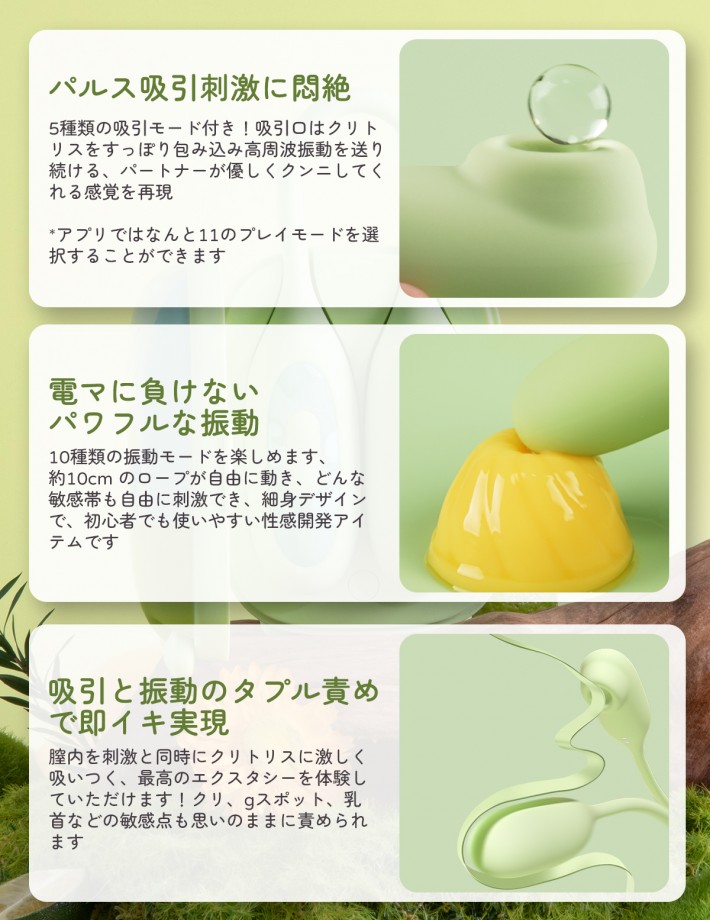 パルス吸引刺激に悶絶
5種類の吸引モード付き！吸引口はクリト
リスをすっぽり包み込み高周波振動を送り
続ける、パートナーが優しくクンニしてく
れる感覚を再現
*アプリではなんと11のプレイモードを選
択することができます
電マに負けない
パワフルな振動
10種類の振動モードを楽しめます、
約10cm のロープが自由に動き、どんな
敏感帯も自由に刺激でき、細身デザイン
で、初心者でも使いやすい性感開発アイ
テムです
吸引と振動のタプル責め
で即イキ実現
膣内を刺激と同時にクリトリスに激しく
吸いつく、最高のエクスタシーを体験し
ていただけます！クリ、gスポット、乳
首などの敏感点も思いのままに責められ
ます